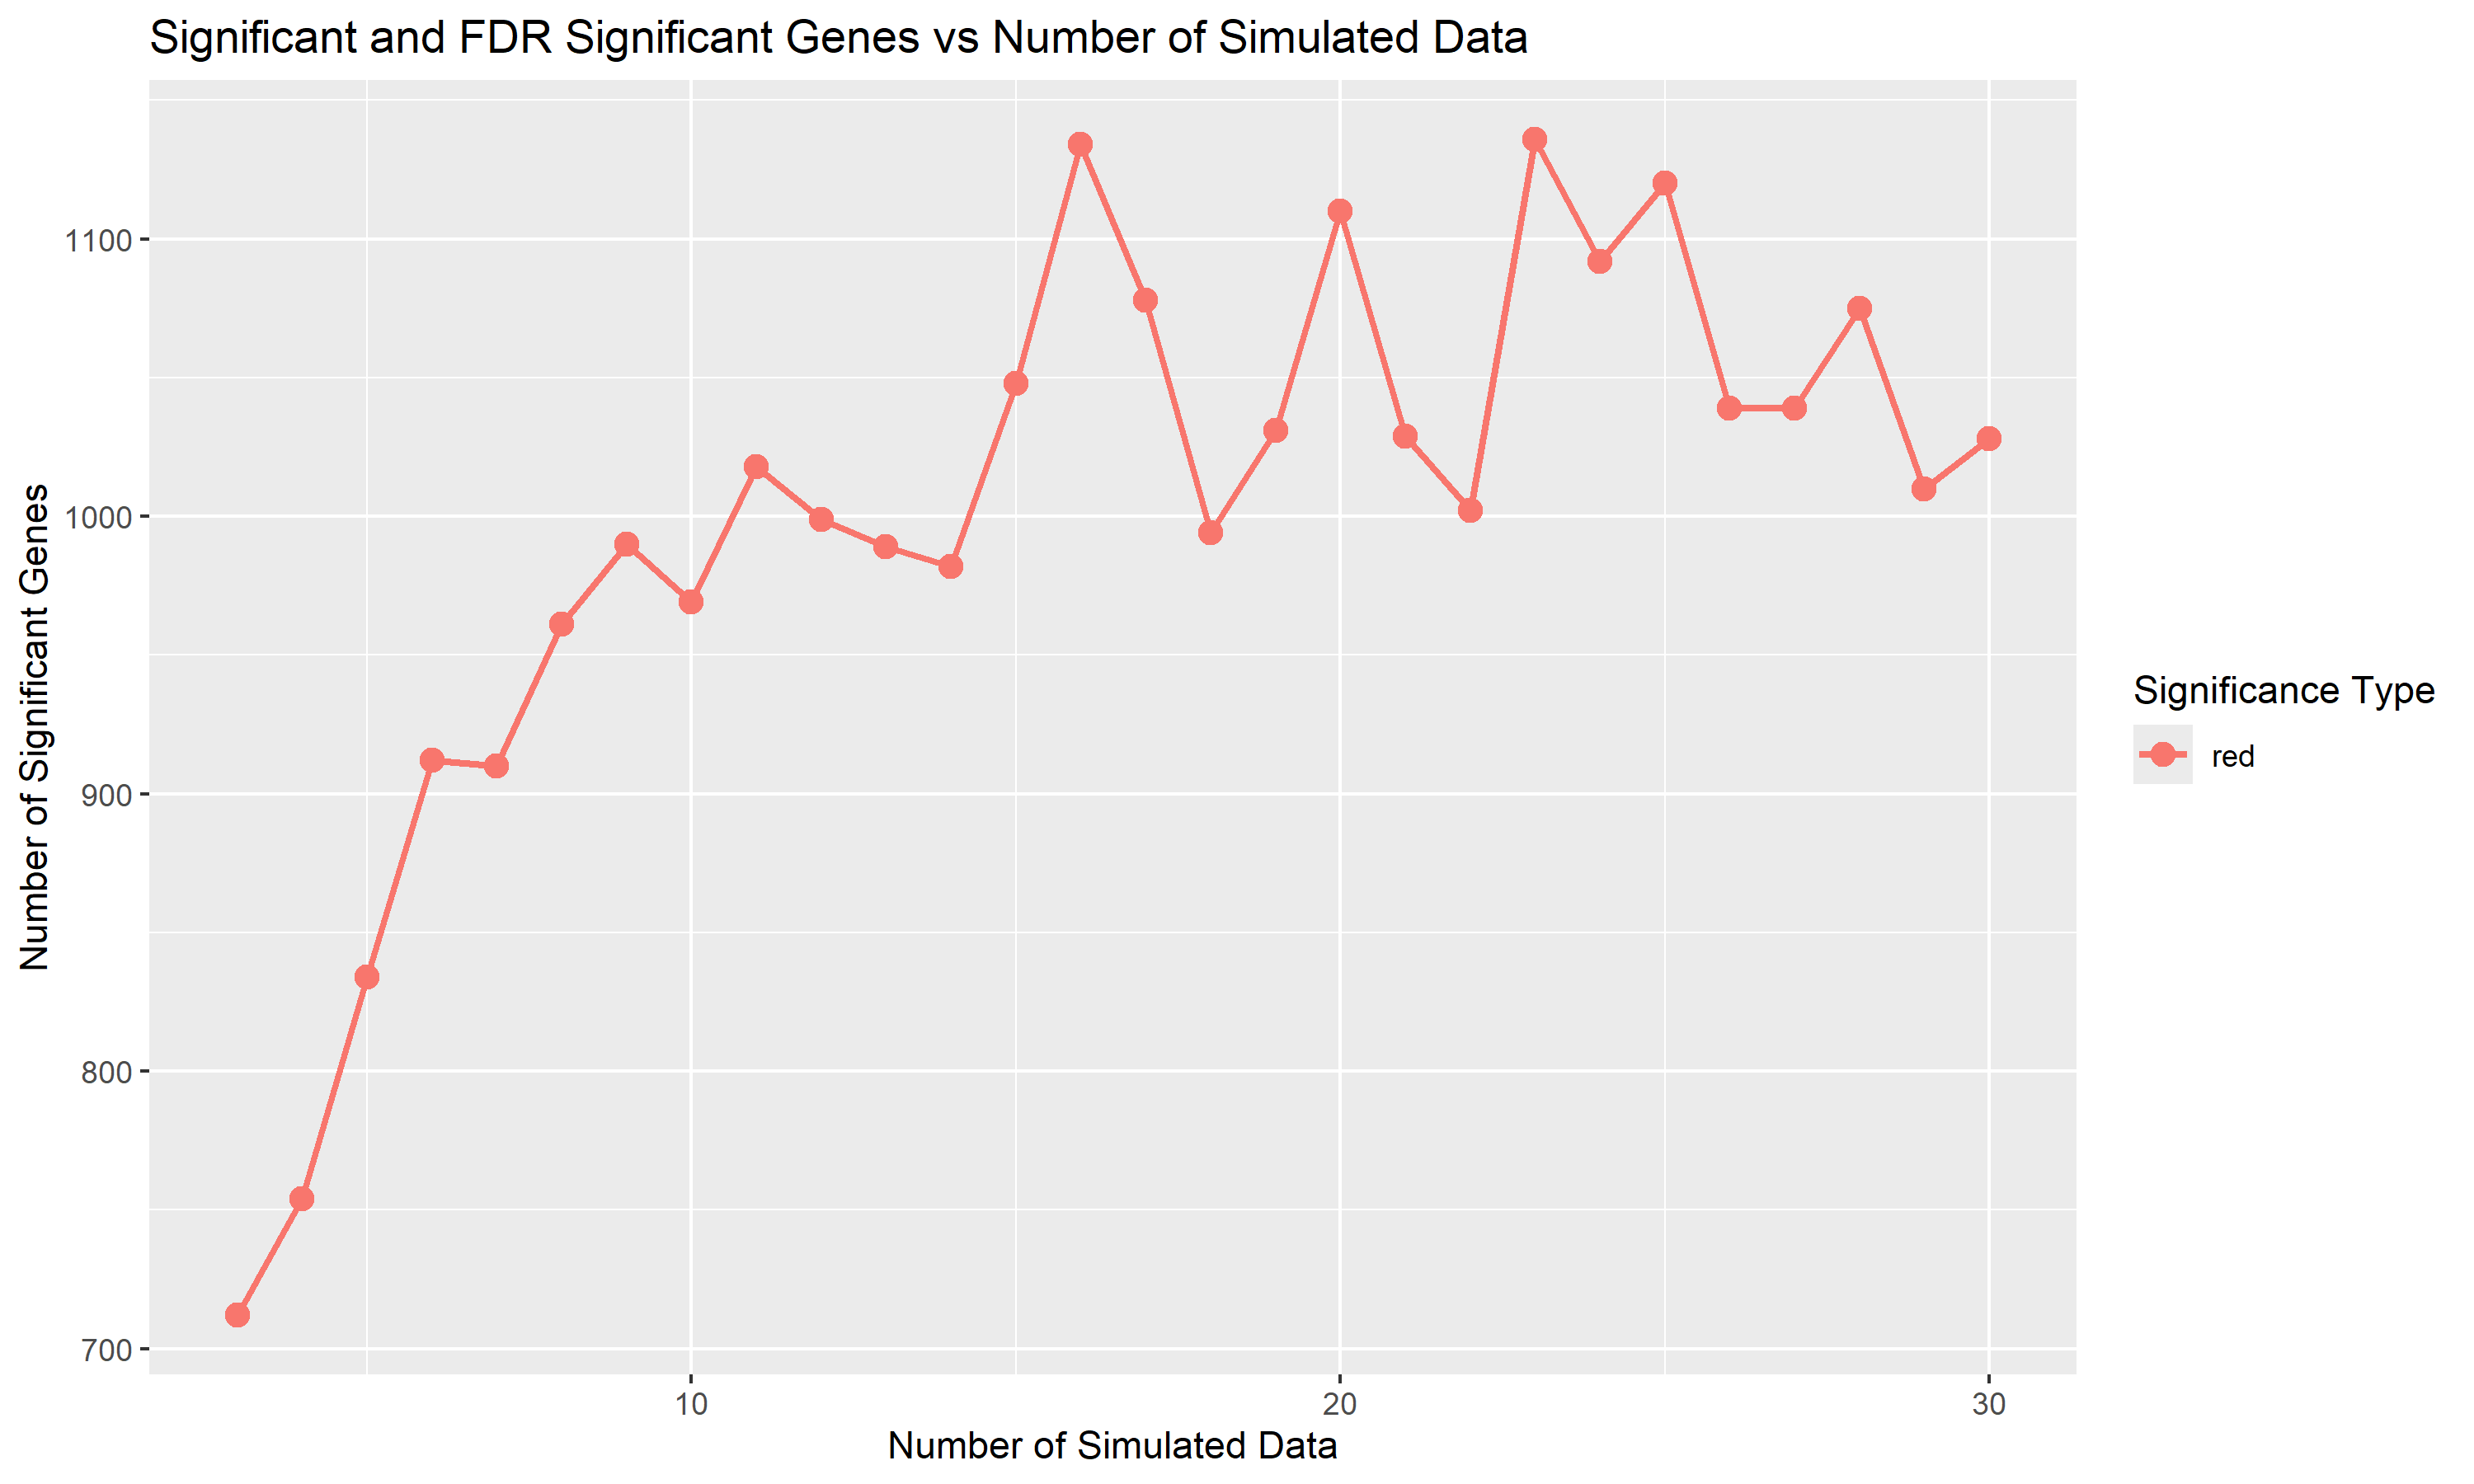 Significant and FDR Significant Genes vs Number of Simulated Data
Number of Significant Genes
1100
1000
900
800
700
10
20
30
Number of Simulated Data
Significance Type
red